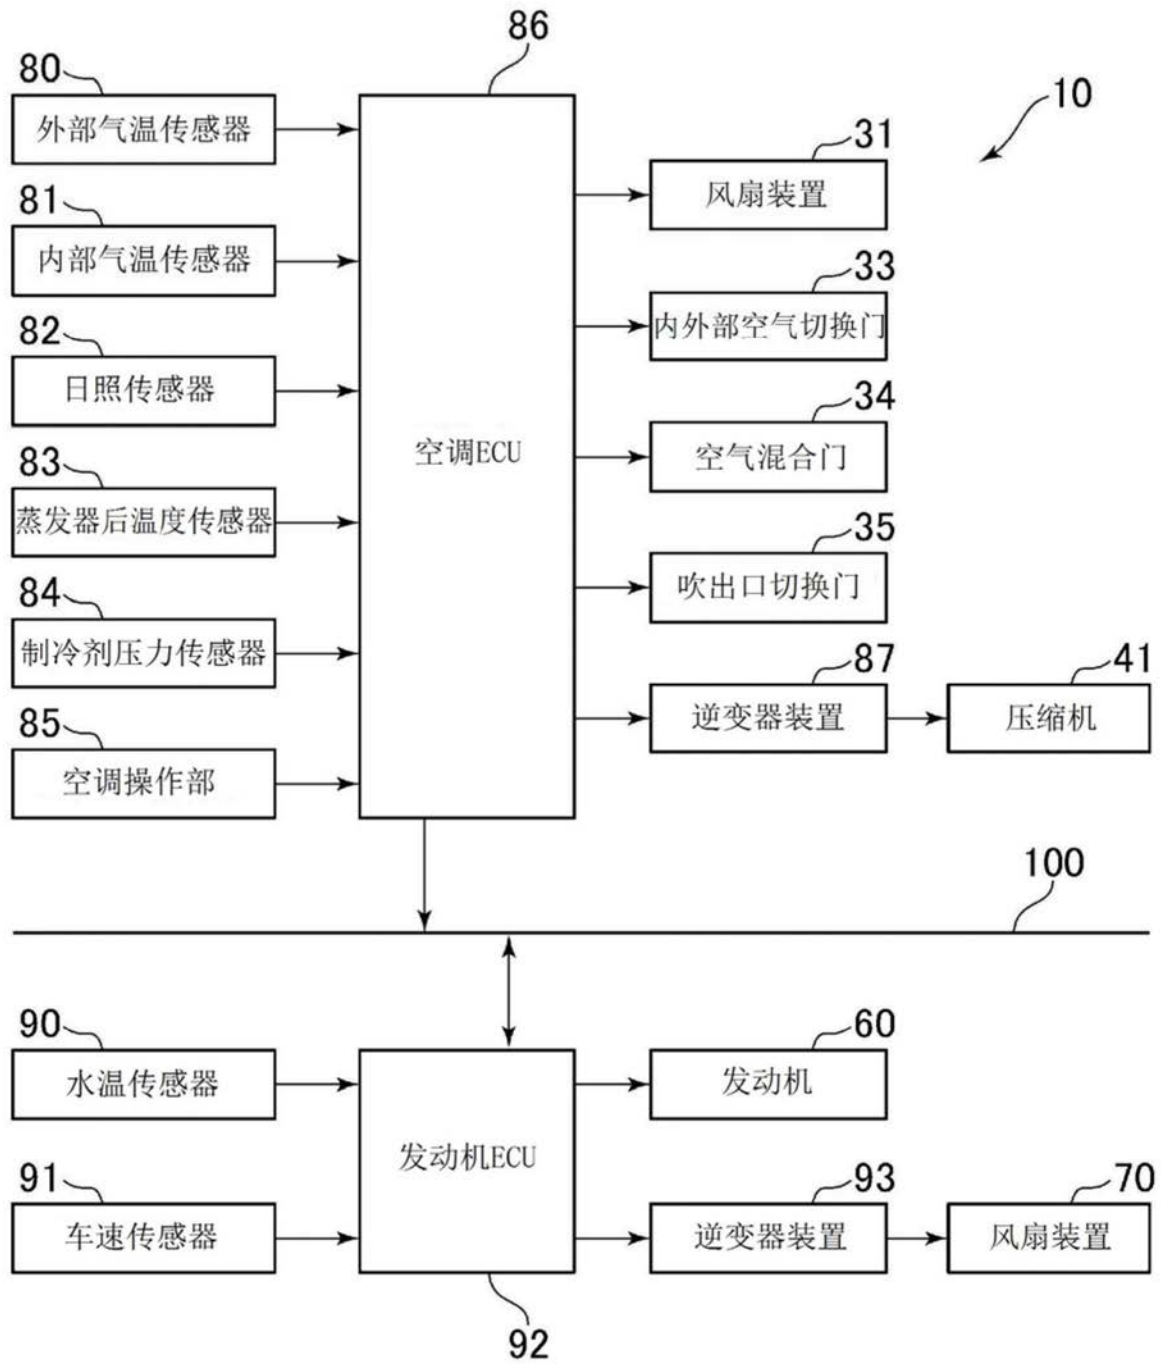 86
80
外部气温传感器
10
31
风扇装置
81
内部气温传感器
33
内外部空气切换门
82
日照传感器
34
空气混合门
空调ECU
83
蒸发器后温度传感器
35
吹出口切换门
84
制冷剂压力传感器
87
逆变器装置
41
压缩机
85
空调操作部
100
90
水温传感器
60
发动机
发动机ECU
91
车速传感器
93
逆变器装置
70
风扇装置
92